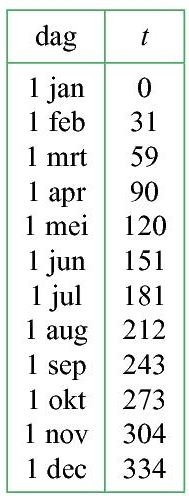 dag t
1 jan 0
1 feb 31
1 mrt 59
1 apr 90
1 mei 120
1 jun 151
1 jul 181
1 aug 212
1 sep 243
1 okt 273
1 nov 304
1 dec 334